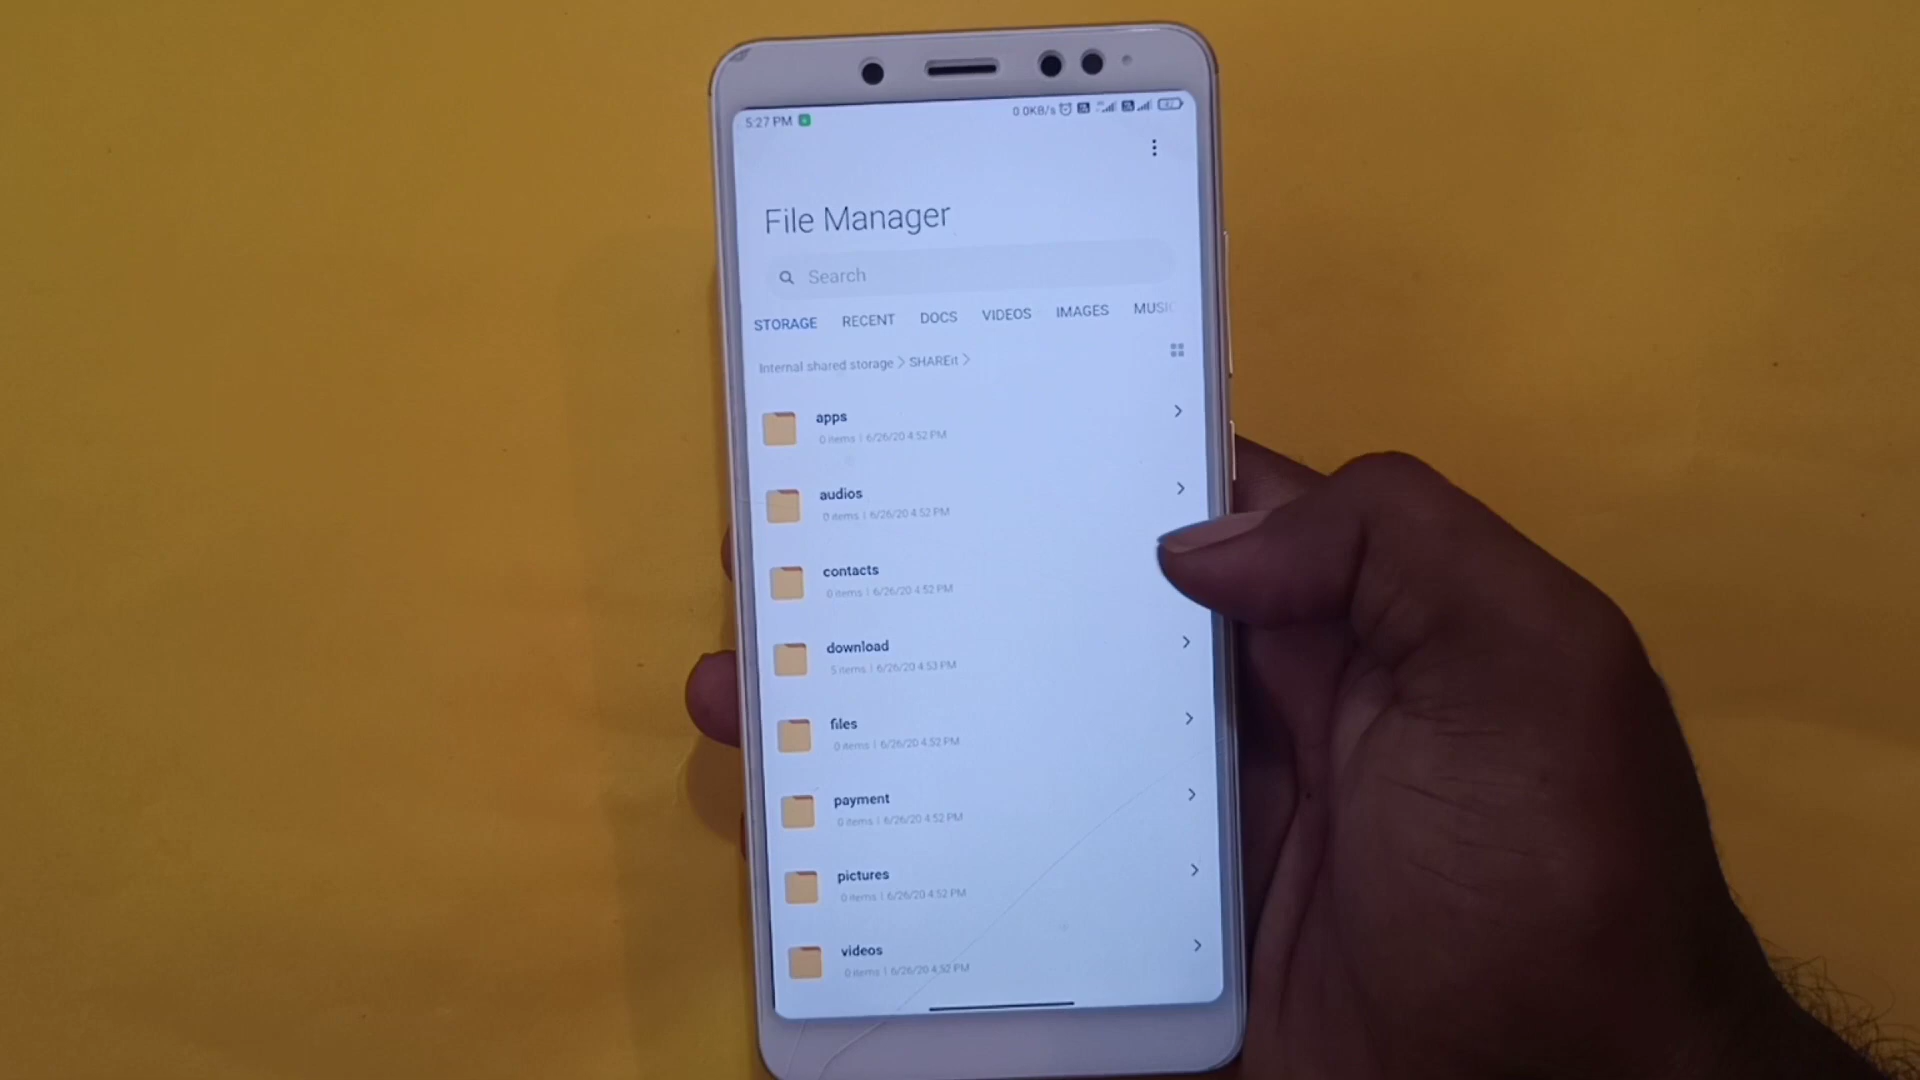 5:27 PM
0.0KB/s
File Manager
Search
STORAGE RECENT DOCS VIDEOS IMAGES MUSIC
Internal shared storage > SHAREit >
apps
0 items | 6/26/20 4:52 PM
audios
0 items | 6/26/20 4:52 PM
contacts
0 items | 6/26/20 4:52 PM
download
5 items | 6/26/20 4:53 PM
files
0 items | 6/26/20 4:52 PM
payment
0 items | 6/26/20 4:52 PM
pictures
0 items | 6/26/20 4:52 PM
videos
0 items | 6/26/20 4:52 PM